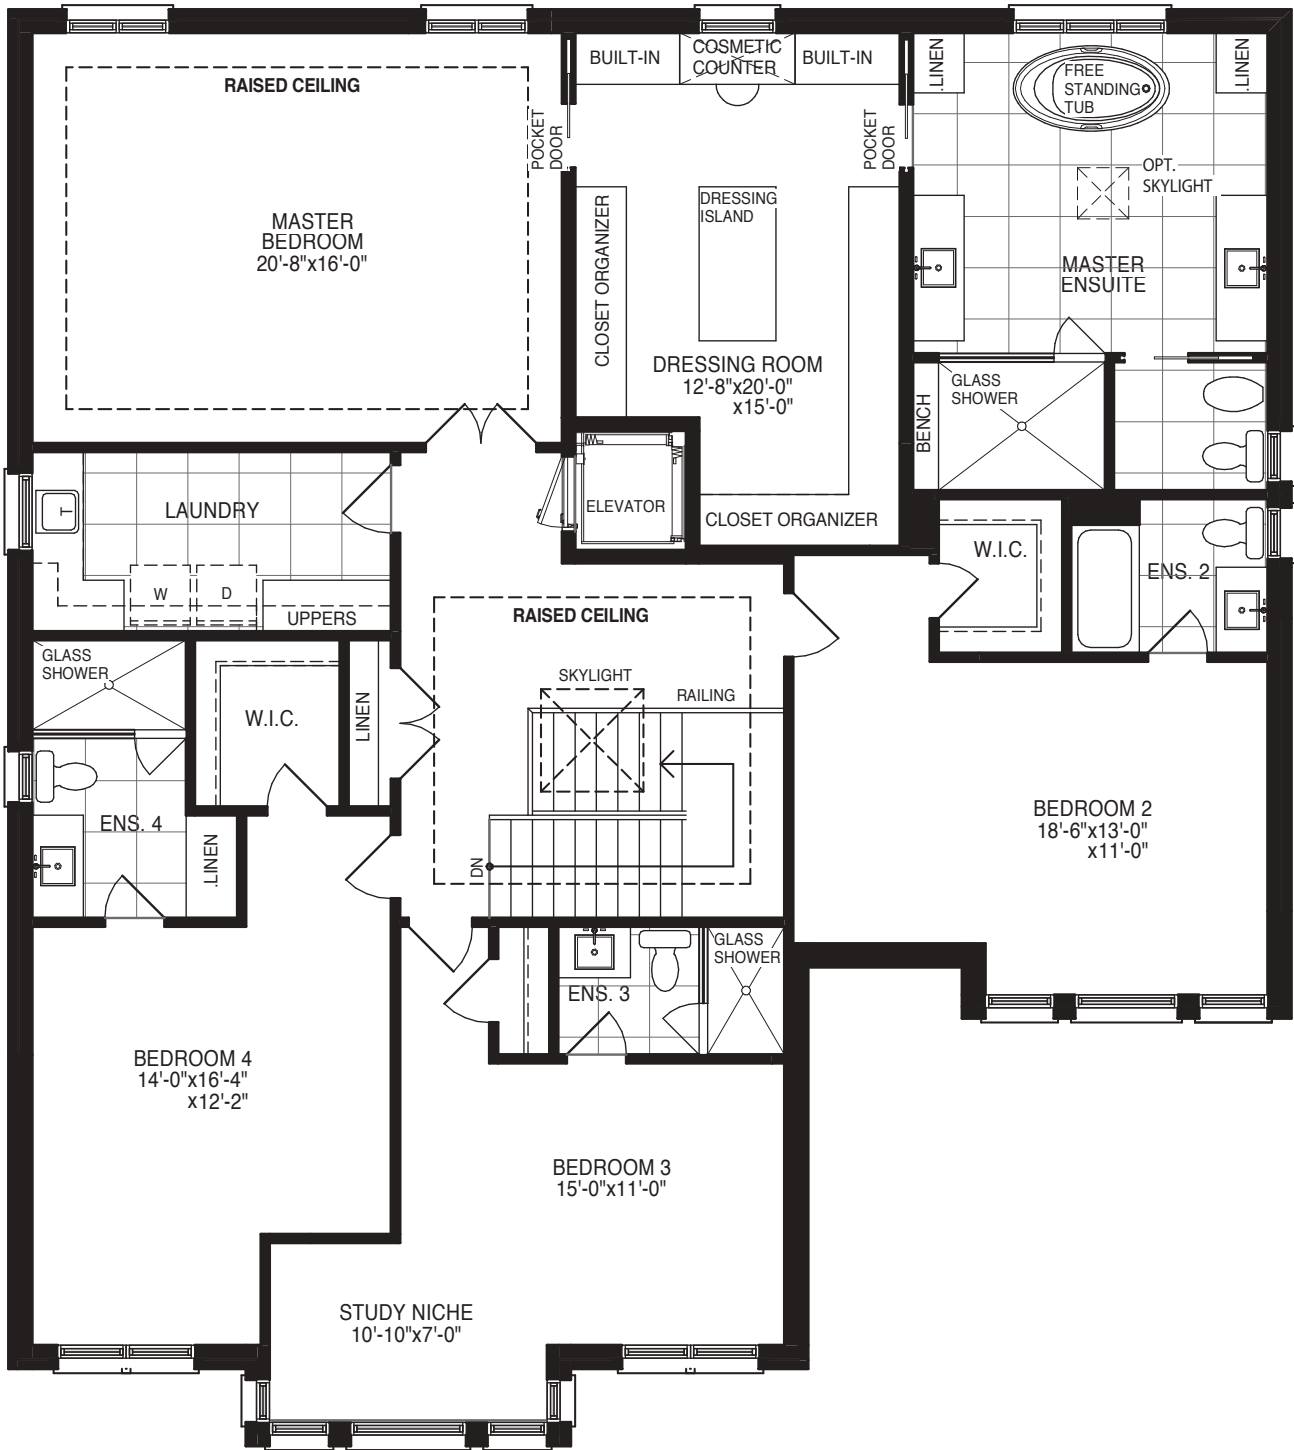 BUILT-IN
COSMETIC
COUNTER
BUILT-IN
.LINEN
FREE
STANDING
TUB
.LINEN
RAISED CEILING
POCKET
DOOR
POCKET
DOOR
OPT.
SKYLIGHT
MASTER
BEDROOM
20'-8"x16'-0"
CLOSET ORGANIZER
DRESSING
ISLAND
MASTER
ENSUITE
DRESSING ROOM
12'-8"x20'-0"
x15'-0"
BENCH
GLASS
SHOWER
LAUNDRY
ELEVATOR
CLOSET ORGANIZER
T
W
D
UPPERS
W.I.C.
ENS. 2
RAISED CEILING
GLASS
SHOWER
W.I.C.
LINEN
SKYLIGHT
RAILING
BEDROOM 2
18'-6"x13'-0"
x11'-0"
ENS. 4
.LINEN
DN
ENS. 3
GLASS
SHOWER
BEDROOM 4
14'-0"x16'-4"
x12'-2"
BEDROOM 3
15'-0"x11'-0"
STUDY NICHE
10'-10"x7'-0"